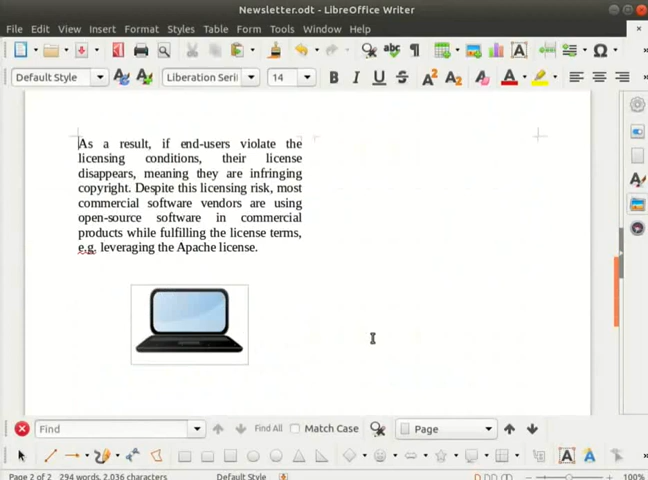 Newsletter.odt - LibreOffice Writer
File Edit View Insert Format Styles Table Form Tools Window Help
Default Style Liberation Seri 14
As a result, if end-users violate the
licensing conditions, their license
disappears, meaning they are infringing
copyright. Despite this licensing risk, most
commercial software vendors are using
open-source software in commercial
products while fulfilling the license terms,
e.g. leveraging the Apache license.
Find Find All Match Case Page
Page 2 of 2 294 words, 2,036 characters Default Style 100%